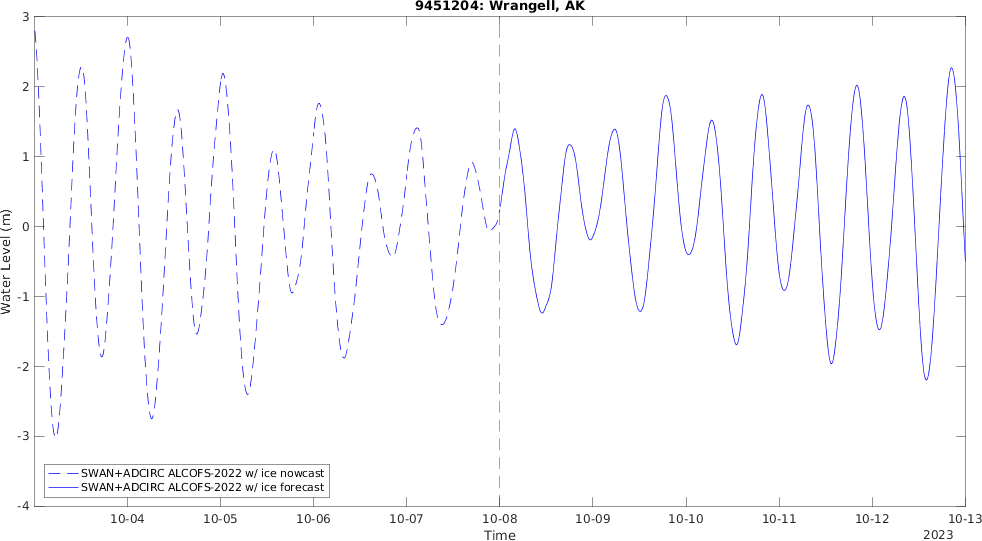 9451204: Wrangell, AK
3
2
1
0
-1
-2
-3
-4
Water Level (m)
SWAN+ADCIRC ALCOFS-2022 w/ ice nowcast
SWAN+ADCIRC ALCOFS-2022 w/ ice forecast
10-04 10-05 10-06 10-07 10-08 10-09 10-10 10-11 10-12 10-13
Time
2023